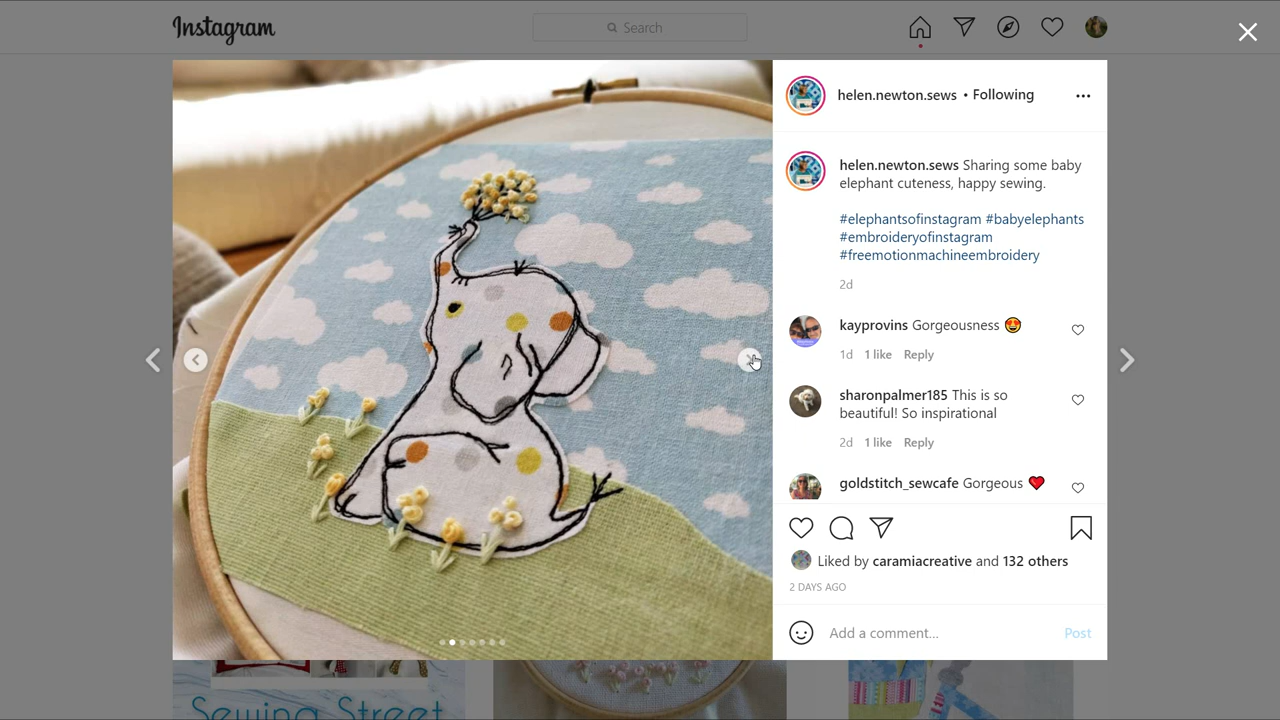 Instagram
Search
helen.newton.sews • Following
helen.newton.sews Sharing some baby
elephant cuteness, happy sewing.
#elephantsofinstagram #babyelephants
#embroideryofinstagram
#freemotionmachineembroidery
2d
kayprovins Gorgeousness 😍
1d 1 like Reply
sharonpalmer185 This is so
beautiful! So inspirational
2d 1 like Reply
goldstitch_sewcafe Gorgeous ❤️
Liked by caramiacreative and 132 others
2 DAYS AGO
Add a comment... Post
Sewing Street